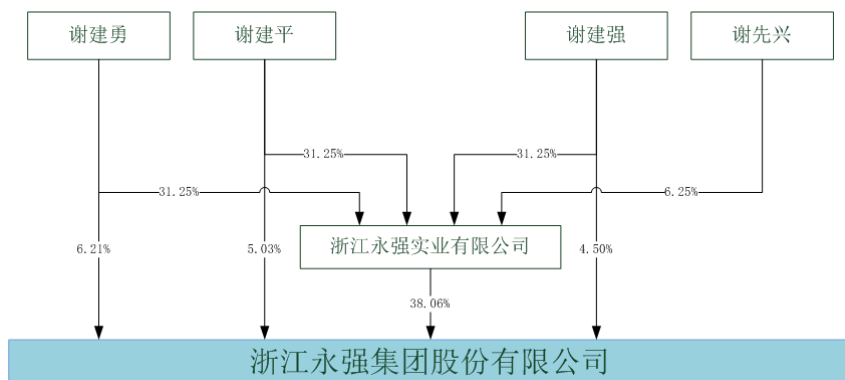 谢建勇
谢建平
谢建强
谢先兴
31.25%
31.25%
31.25%
6.25%
浙江永强实业有限公司
6.21%
5.03%
4.50%
38.06%
浙江永强集团股份有限公司